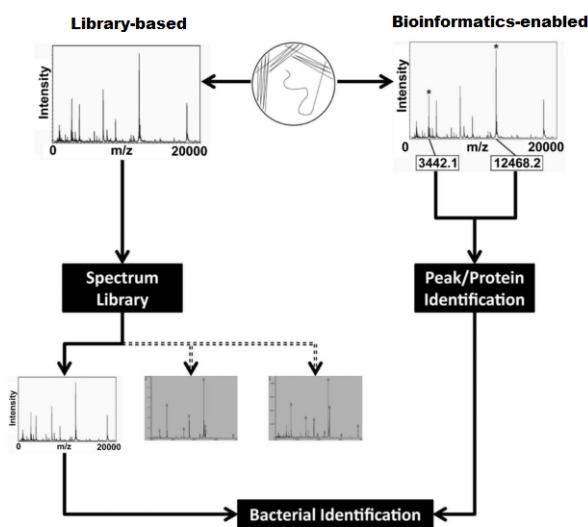 Library-based
Bioinformatics-enabled
Intensity
0
m/z
20000
Intensity
*
*
0
m/z
20000
3442.1
12468.2
Spectrum
Library
Peak/Protein
Identification
Intensity
0
m/z
20000
Bacterial Identification